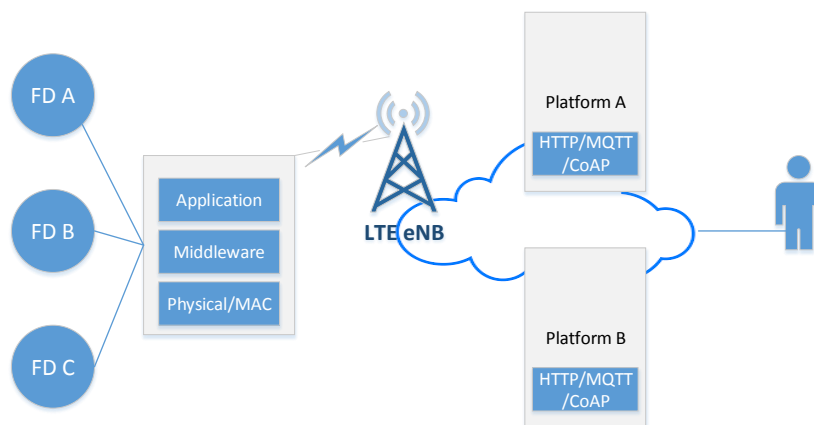 FD A
FD B
FD C
Application
Middleware
Physical/MAC
LTE eNB
Platform A
HTTP/MQTT
/CoAP
Platform B
HTTP/MQTT
/CoAP